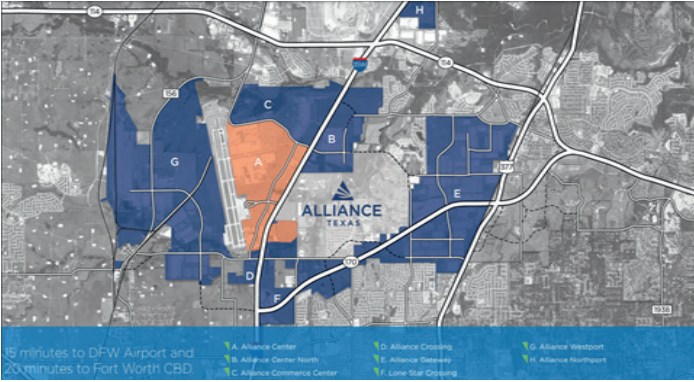 H
114
35W
114
156
C
B
A
G
377
E
ALLIANCE
TEXAS
170
D
F
1938
15 minutes to DFW Airport and
20 minutes to Fort Worth CBD.
A. Alliance Center
B. Alliance Center North
C. Alliance Commerce Center
D. Alliance Crossing
E. Alliance Gateway
F. Lone Star Crossing
G. Alliance Westport
H. Alliance Northport